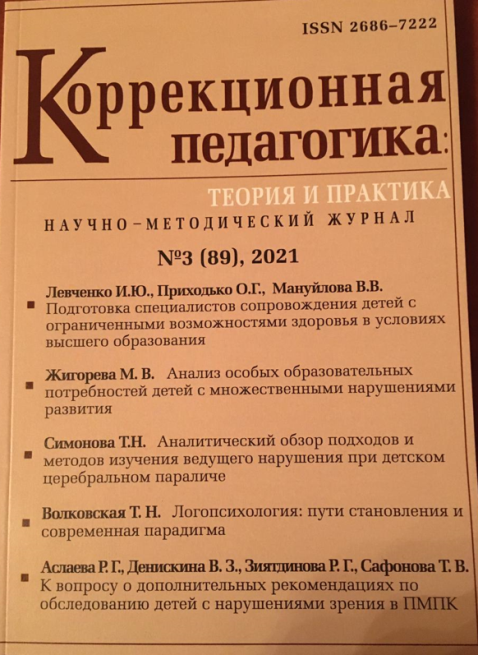 ISSN 2686–7222
Коррекционная
педагогика:
ТЕОРИЯ И ПРАКТИКА
НАУЧНО – МЕТОДИЧЕСКИЙ ЖУРНАЛ
№3 (89), 2021
Левченко И.Ю., Приходько О.Г., Мануйлова В.В.
Подготовка специалистов сопровождения детей с
ограниченными возможностями здоровья в условиях
высшего образования
Жигорева М. В. Анализ особых образовательных
потребностей детей с множественными нарушениями
развития
Симонова Т.Н. Аналитический обзор подходов и
методов изучения ведущего нарушения при детском
церебральном параличе
Волковская Т. Н. Логопсихология: пути становления и
современная парадигма
Аслаева Р. Г., Денискина В. З., Зиятдинова Р. Г., Сафонова Т. В.
К вопросу о дополнительных рекомендациях по
обследованию детей с нарушениями зрения в ПМПК